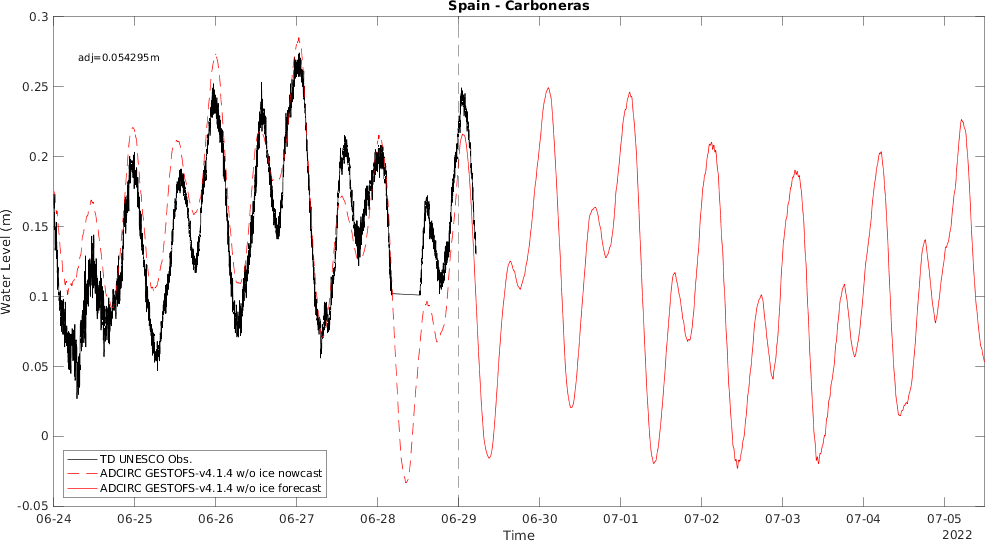 Spain - Carboneras
0.3
0.25
0.2
0.15
0.1
0.05
0
-0.05
Water Level (m)
adj=0.054295m
TD UNESCO Obs.
ADCIRC GESTOFS-v4.1.4 w/o ice nowcast
ADCIRC GESTOFS-v4.1.4 w/o ice forecast
06-24 06-25 06-26 06-27 06-28 06-29 06-30 07-01 07-02 07-03 07-04 07-05
Time
2022